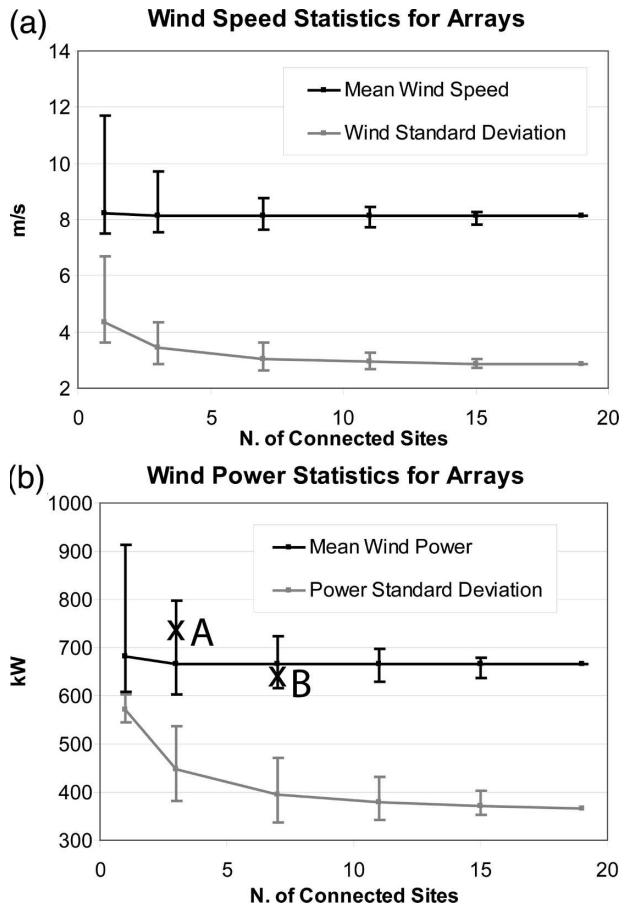 (a) Wind Speed Statistics for Arrays
14
12
10
8
6
4
2
m/s
Mean Wind Speed
Wind Standard Deviation
0 5 10 15 20
N. of Connected Sites
(b) Wind Power Statistics for Arrays
1000
900
800
700
600
500
400
300
kW
Mean Wind Power
Power Standard Deviation
X A
X B
0 5 10 15 20
N. of Connected Sites